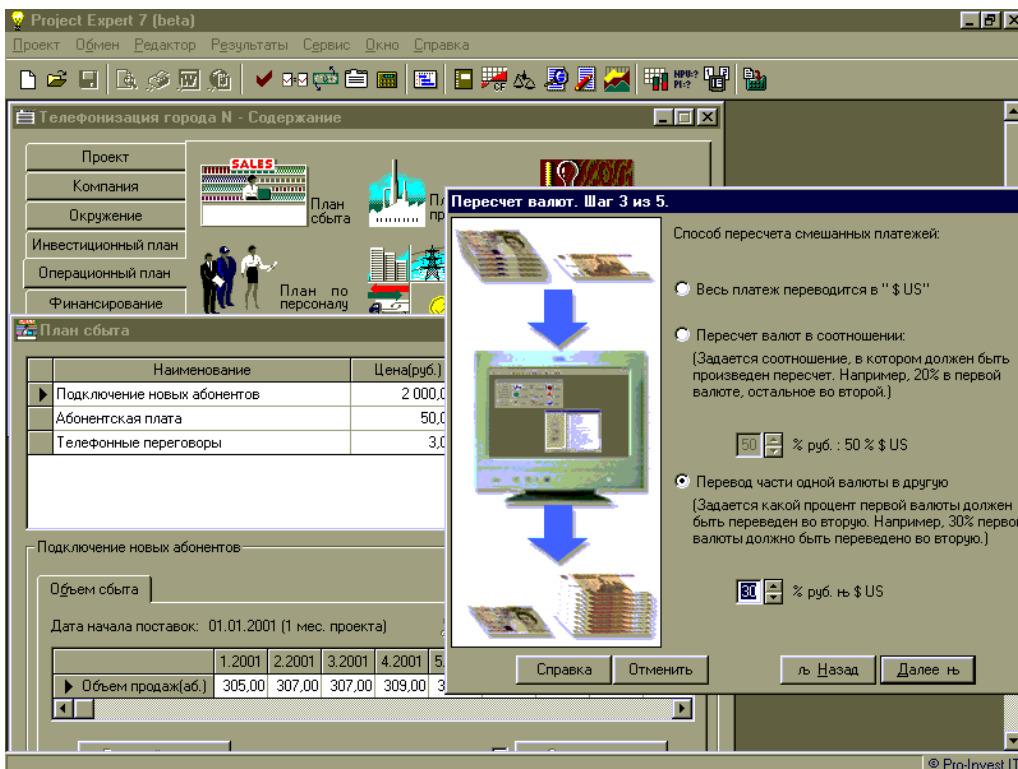 Project Expert 7 (beta)
Проект Обмен Редактор Результаты Сервис Окно Справка
CF
NPU:?
PI:?
Телефонизация города N - Содержание
Проект
Компания
Окружение
Инвестиционный план
Операционный план
Финансирование
SALES
План
сбыта
План по
персоналу
План сбыта
Наименование Цена(руб.)
Подключение новых абонентов 2 000,0
Абонентская плата 50,0
Телефонные переговоры
Подключение новых абонентов
Объем сбыта
Дата начала поставок: 01.01.2001 (1 мес. проекта)
1.2001 2.2001 3.2001 4.2001
Объем продаж(аб.) 305,00 307,00 307,00 309,00
Пересчет валют. Шаг 3 из 5.
Способ пересчета смешанных платежей:
Весь платеж переводится в " $ US"
Пересчет валют в соотношении:
(Задается соотношение, в котором должен быть
произведен пересчет. Например, 20% в первой
валюте, остальное во второй.)
50 % руб. : 50 % $ US
Перевод части одной валюты в другую
(Задается какой процент первой валюты должен
быть переведен во вторую. Например, 30% перво
валюты должно быть переведено во вторую.)
30 % руб. њ $ US
Справка Отменить љ Назад Далее њ
© Pro-Invest IT